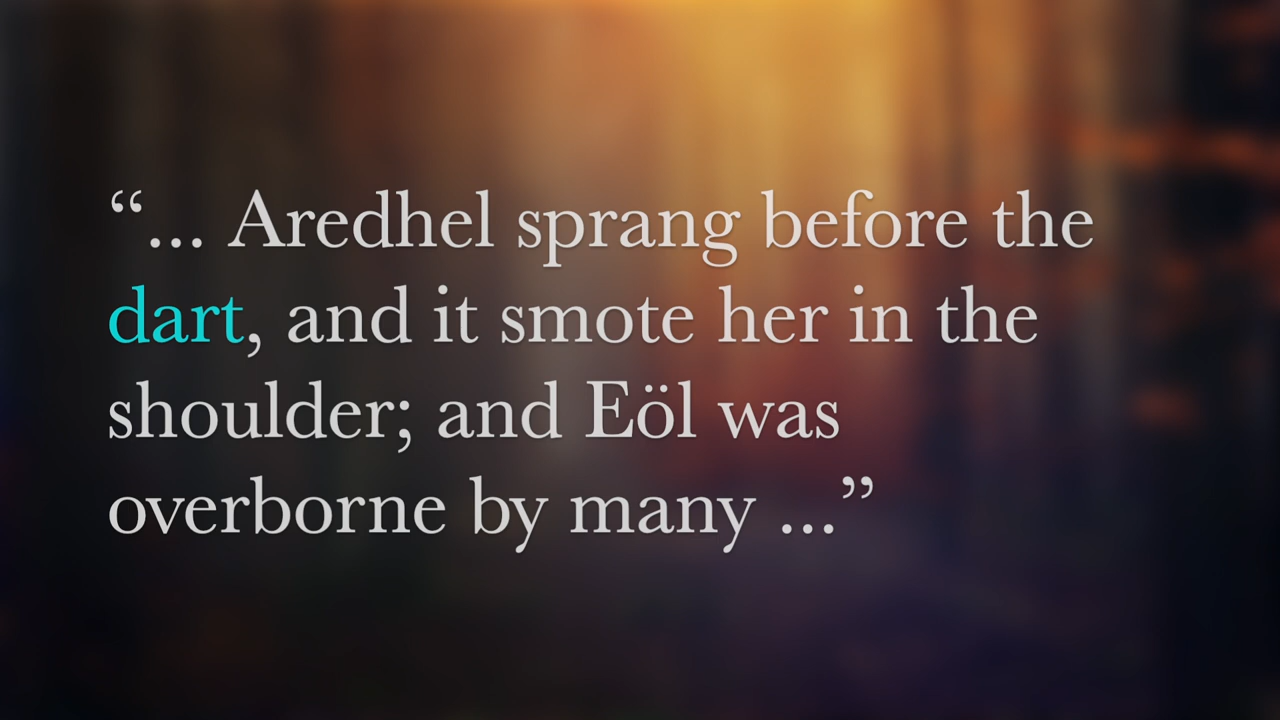 “... Aredhel sprang before the
dart, and it smote her in the
shoulder; and Eöl was
overborne by many ...”